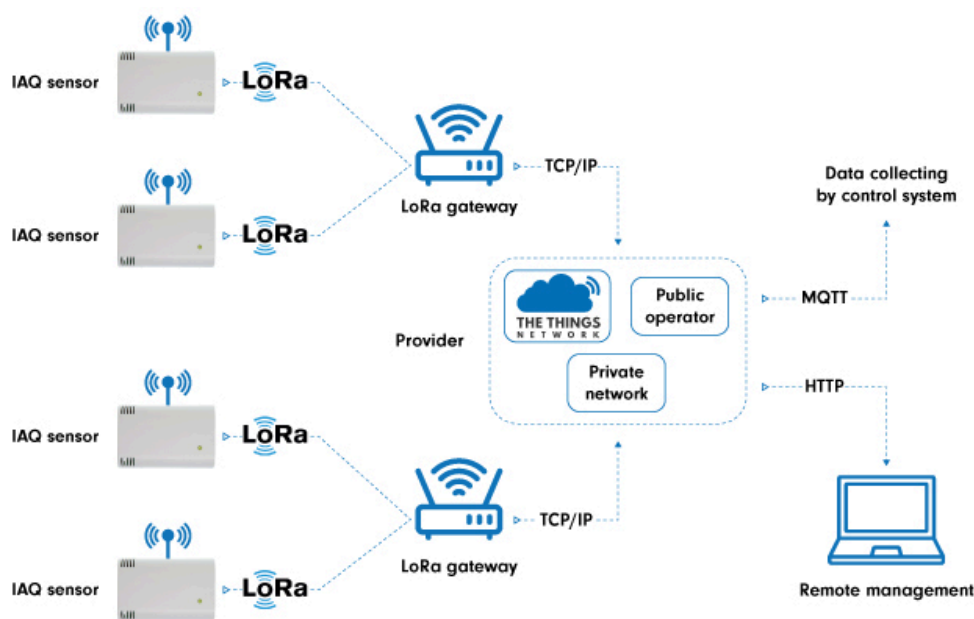 IAQ sensor
LoRa
IAQ sensor
LoRa
LoRa gateway
TCP/IP
Data collecting
by control system
Provider
THE THINGS
NETWORK
Public
operator
Private
network
MQTT
HTTP
IAQ sensor
LoRa
IAQ sensor
LoRa
LoRa gateway
TCP/IP
Remote management